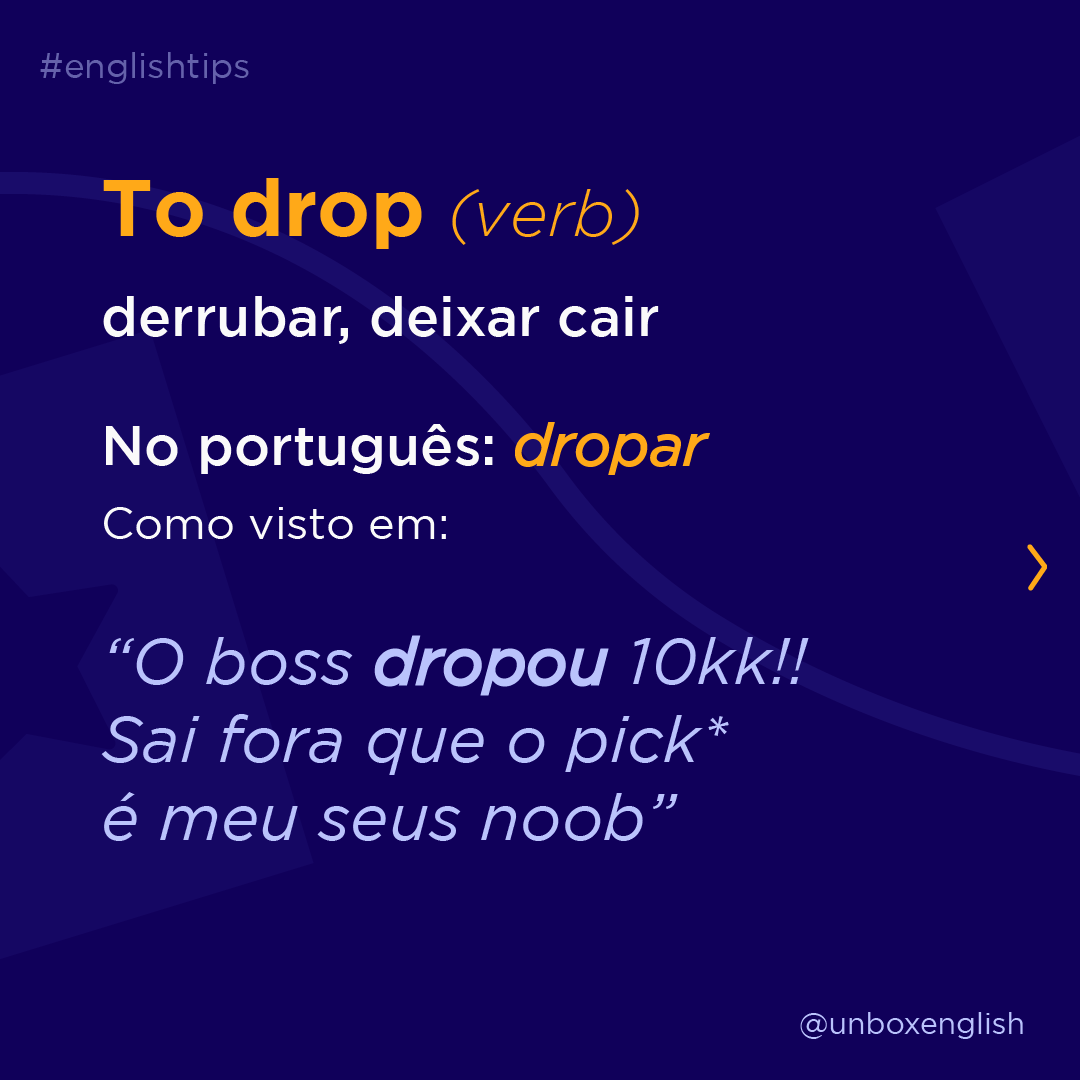 #englishtips
To drop (verb)
derrubar, deixar cair
No português: dropar
Como visto em:
“O boss dropou 10kk!!
Sai fora que o pick*
é meu seus noob”
@unboxenglish